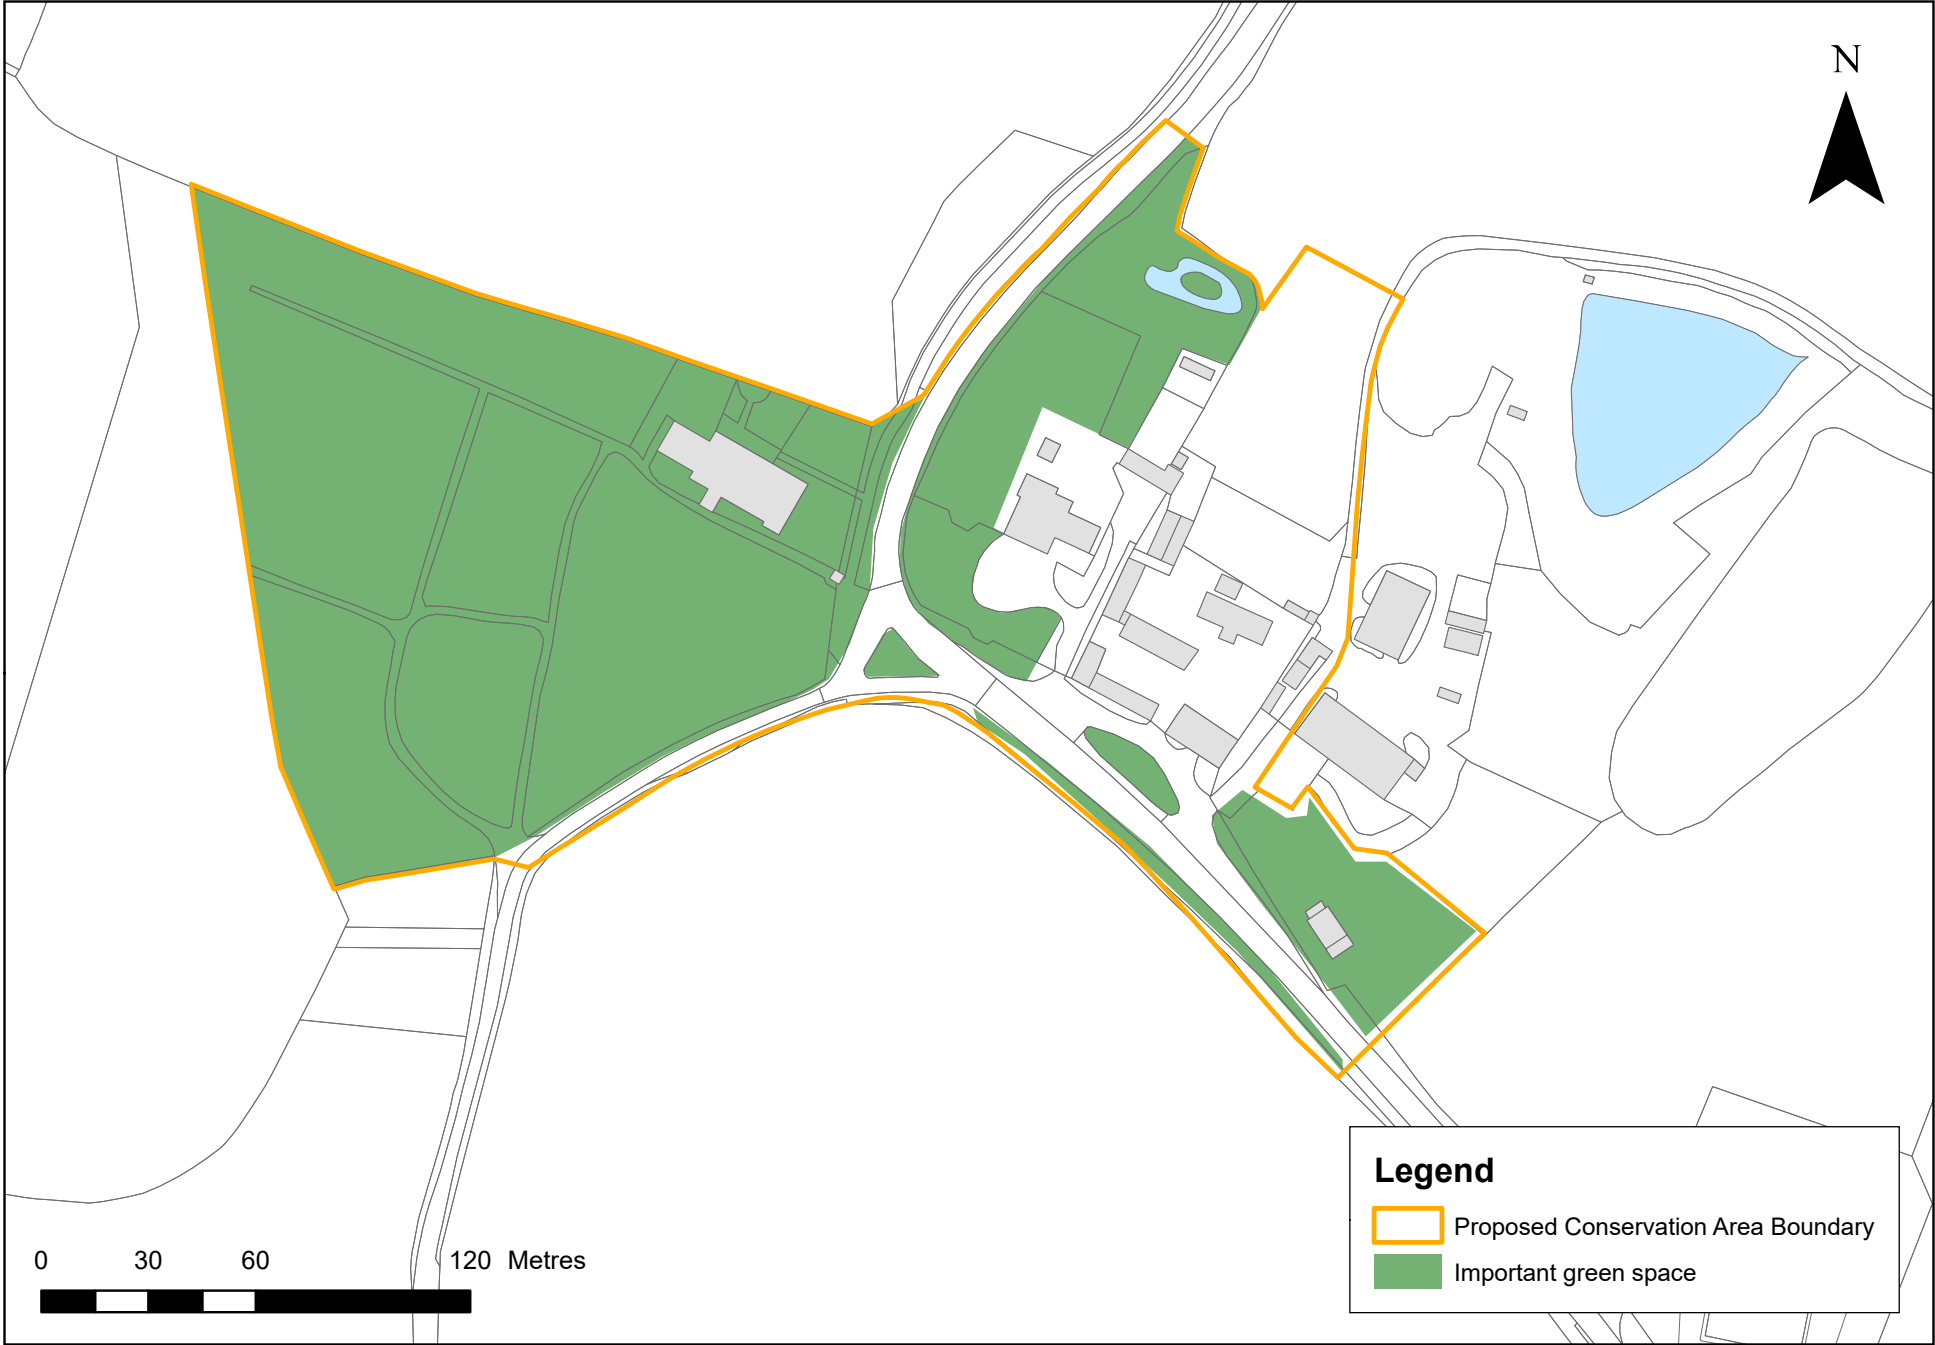 N
Legend
Proposed Conservation Area Boundary
Important green space
0 30 60 120 Metres